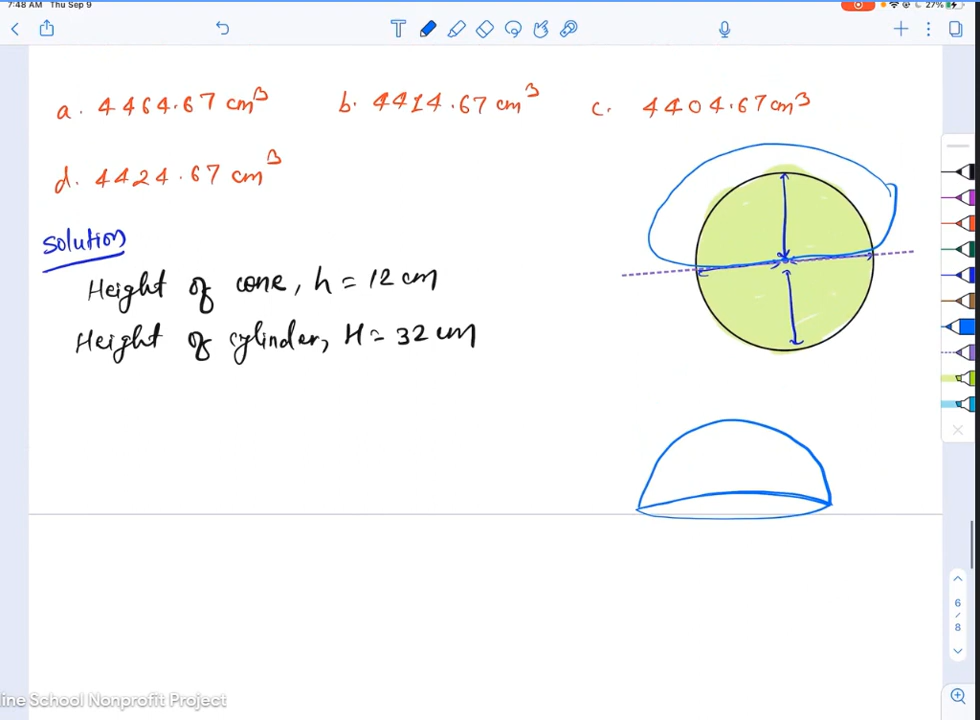 7:48 AM Thu Sep 9
27%
a. 4464.67 cm³ b. 4414.67 cm³ c. 4404.67 cm³
d. 4424.67 cm³
Solution
Height of cone, h = 12 cm
Height of cylinder, H = 32 cm
6
8
ine School Nonprofit Project